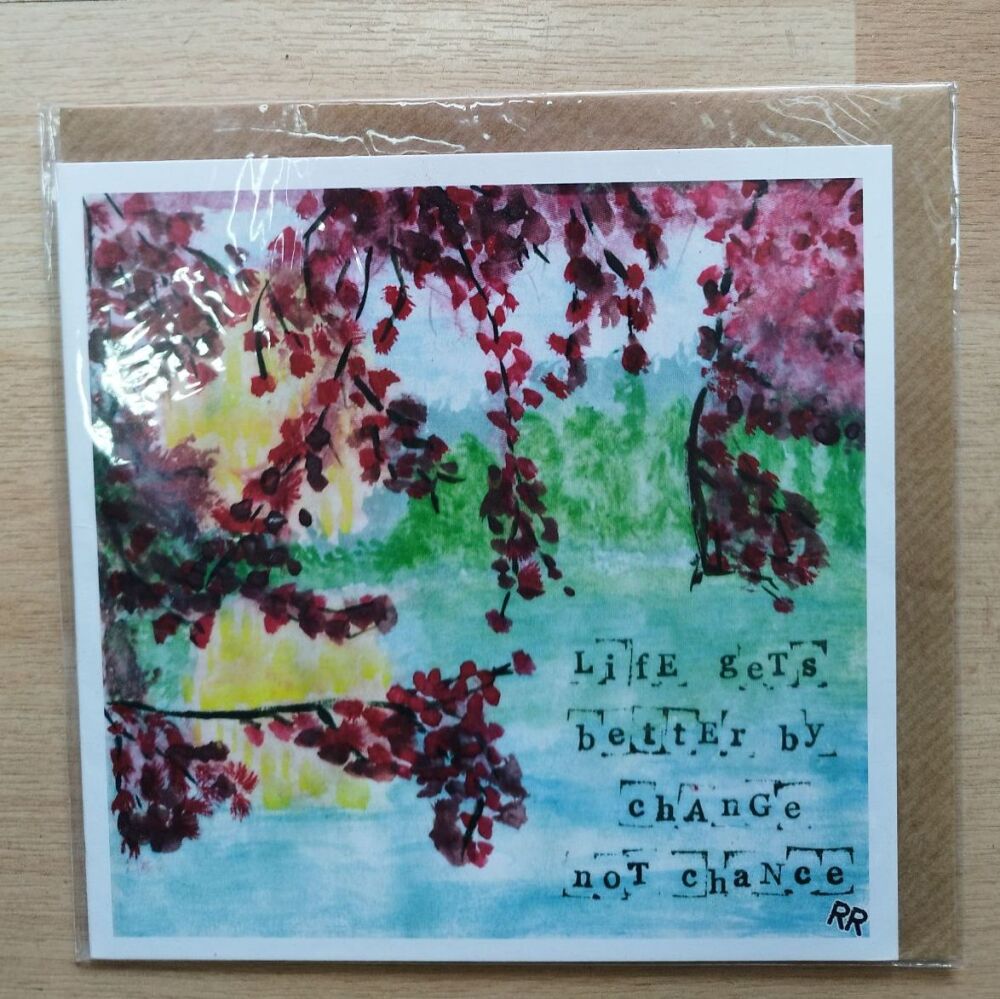 LifE geTs
betTEr by
chAnGe
noT chaNce
RR